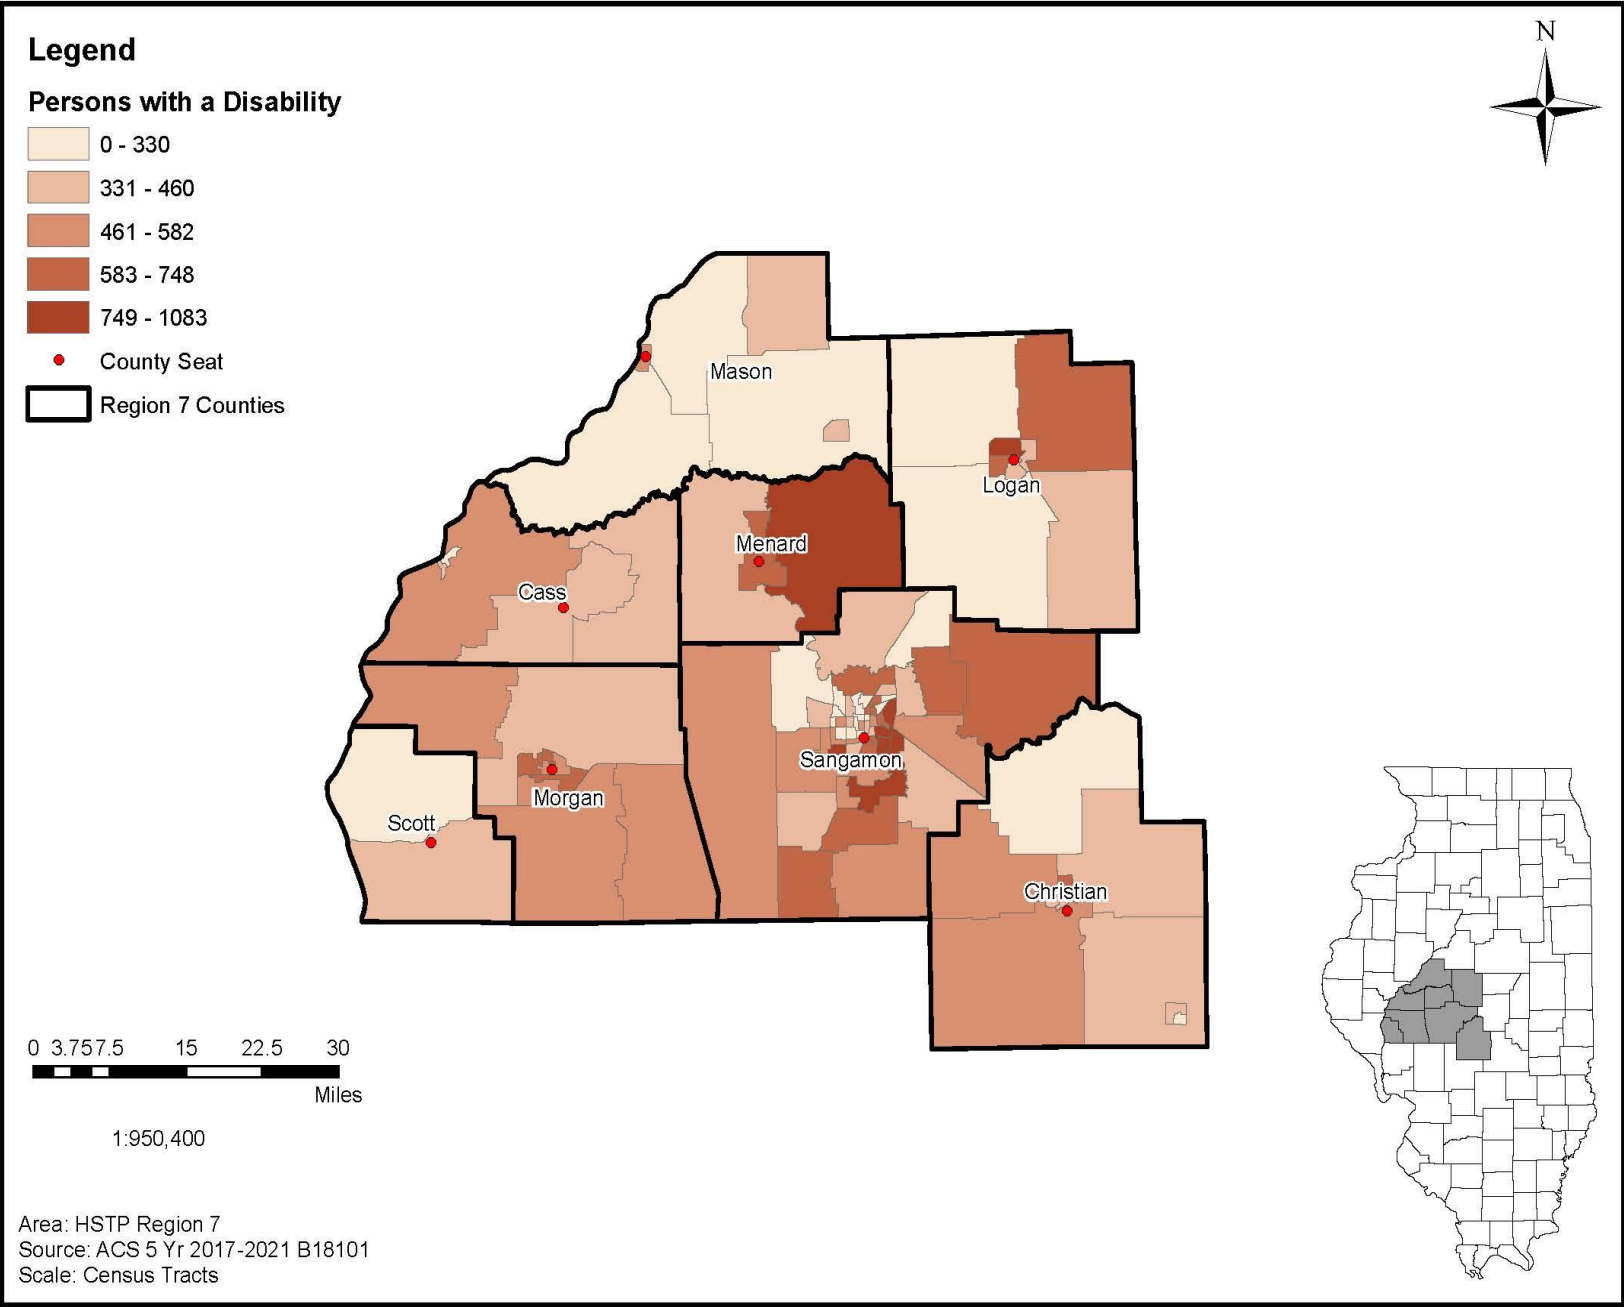 Legend
N
Persons with a Disability
0 - 330
331 - 460
461 - 582
583 - 748
749 - 1083
County Seat
Region 7 Counties
Mason
Logan
Menard
Cass
Sangamon
Morgan
Scott
Christian
0 3.75 7.5 15 22.5 30
Miles
1:950,400
Area: HSTP Region 7
Source: ACS 5 Yr 2017-2021 B18101
Scale: Census Tracts